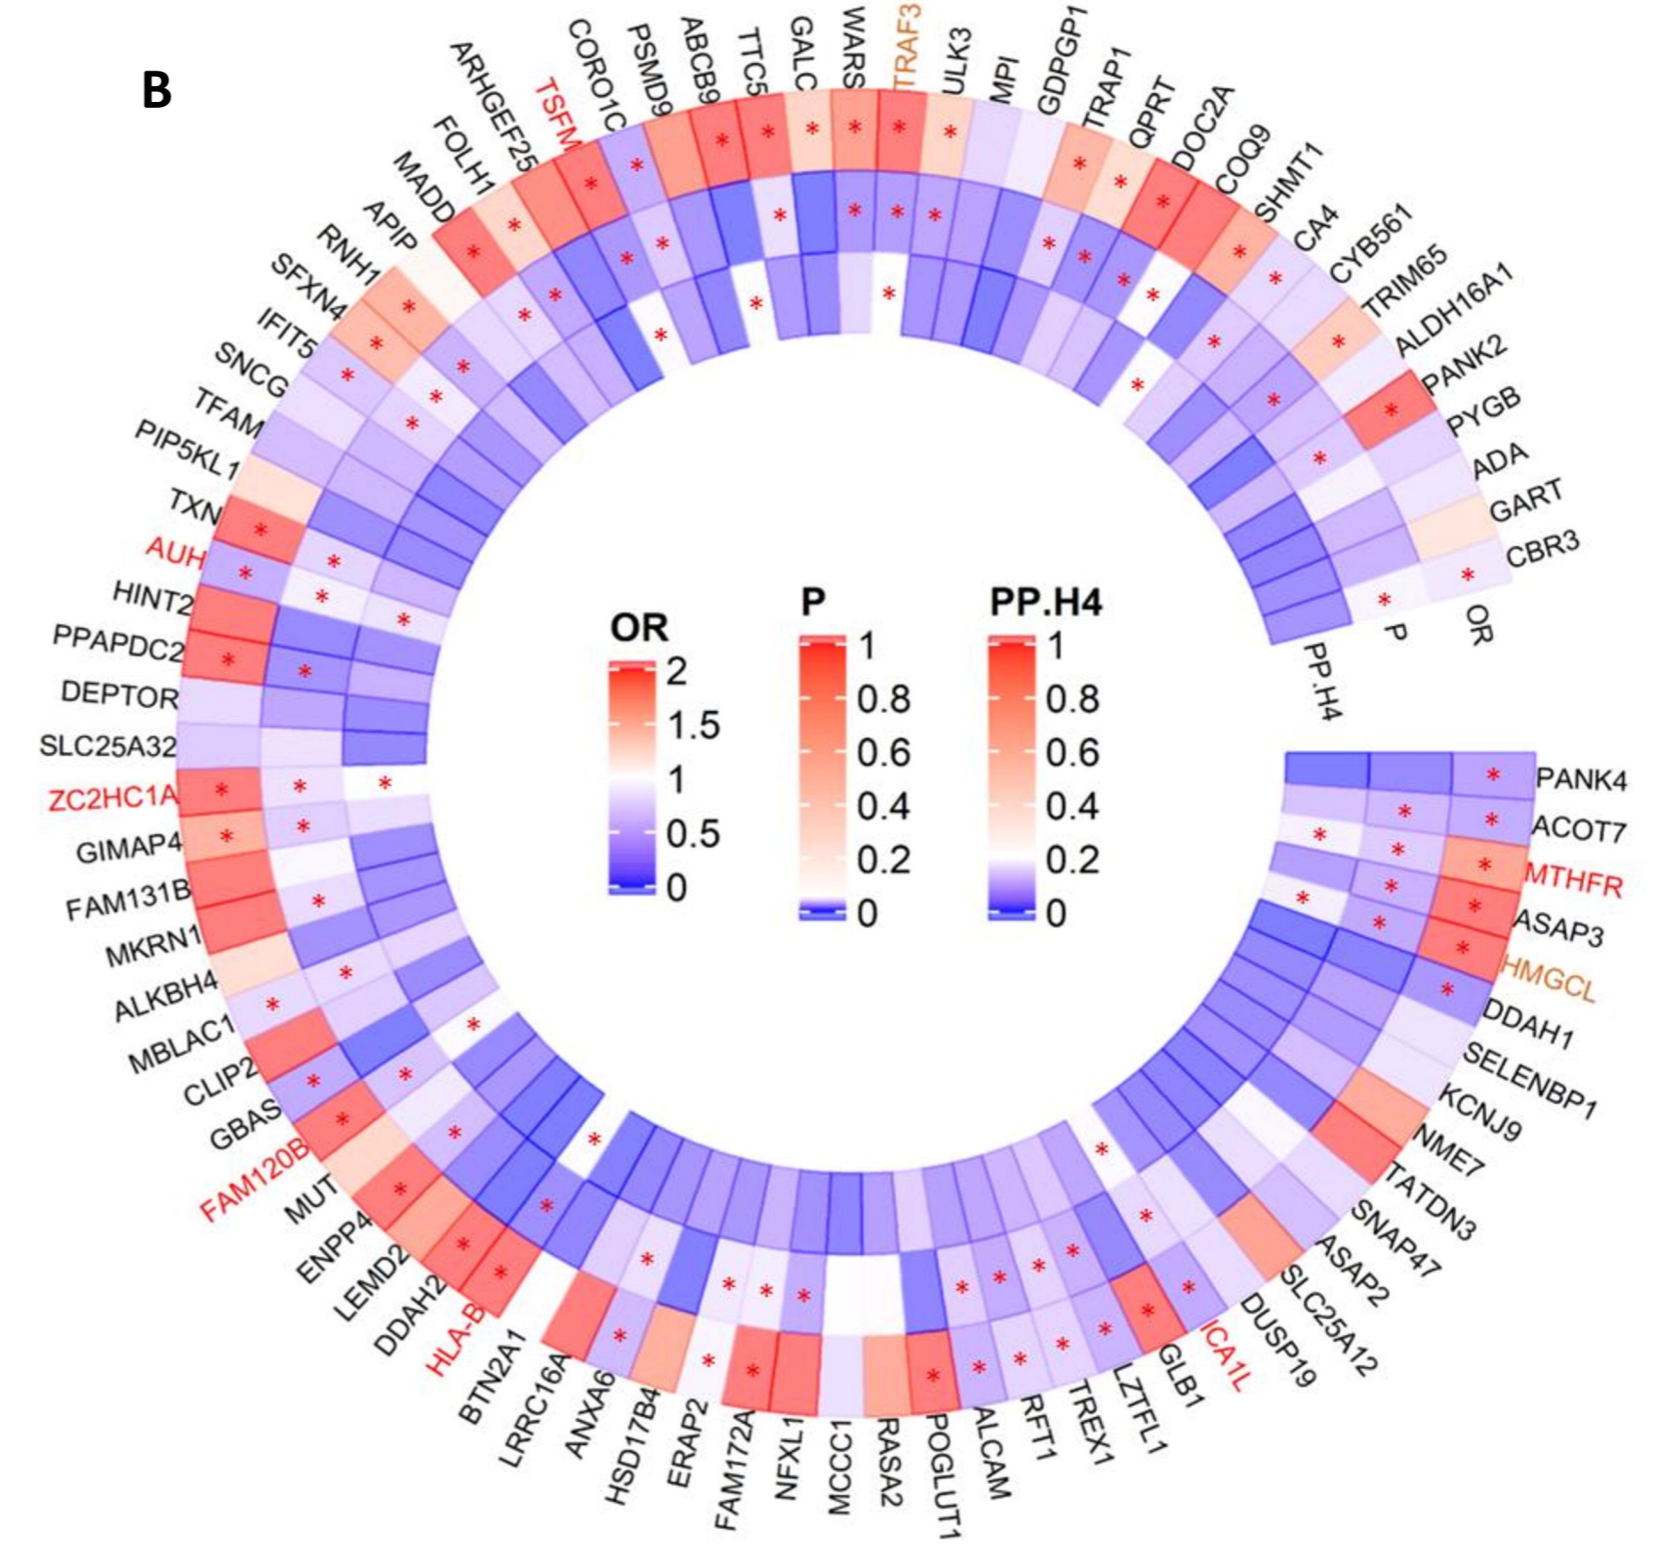 B
PANK4
ACOT7
MTHFR
ASAP3
HMGCL
DDAH1
SELENBP1
KCNJ9
NME7
TATDN3
SNAP47
ASAP2
SLC25A12
DUSP19
ICA1L
GLB1
LZTFL1
TREX1
RFT1
ALCAM
POGLUT1
RASA2
MCCC1
NFXL1
FAM172A
ERAP2
HSD17B4
ANXA6
LRRC16A
BTN2A1
HLA-B
DDAH2
LEMD2
ENPP4
MUT
FAM120B
GBAS
CLIP2
MBLAC1
ALKBH4
MKRN1
FAM131B
GIMAP4
ZC2HC1A
SLC25A32
DEPTOR
PPAPDC2
HINT2
AUH
TXN
PIP5KL1
TFAM
SNCG
IFIT5
SFXN4
RNH1
APIP
MADD
FOLH1
ARHGEF25
TSFM
CORO1C
PSMD9
ABCB9
TTC5
GALC
WARS
TRAF3
ULK3
MPI
GDPGP1
TRAP1
QPRT
DOC2A
COQ9
SHMT1
CA4
CYB561
TRIM65
ALDH16A1
PANK2
PYGB
ADA
GART
CBR3
OR
P
PP.H4
OR
2
1.5
1
0.5
0
P
1
0.8
0.6
0.4
0.2
0
PP.H4
1
0.8
0.6
0.4
0.2
0